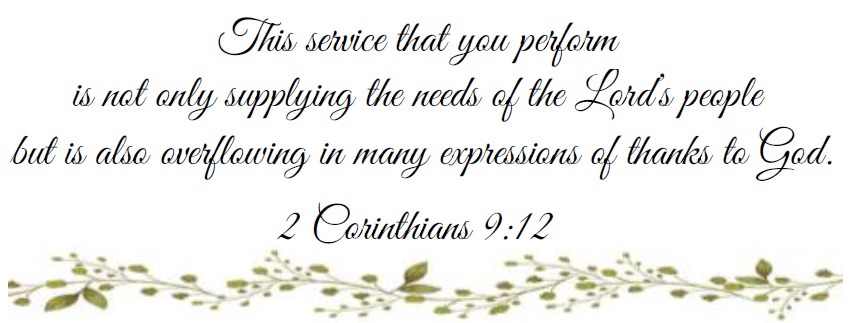 This service that you perform
is not only supplying the needs of the Lord's people
but is also overflowing in many expressions of thanks to God.
2 Corinthians 9:12